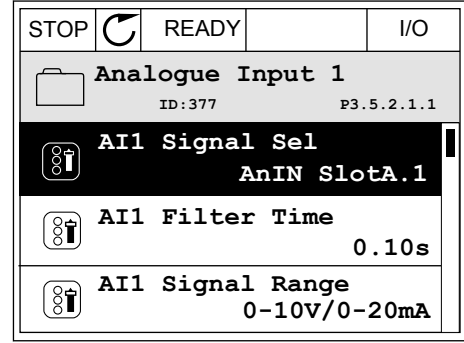 STOP READY I/O
Analogue Input 1
ID:377 P3.5.2.1.1
AI1 Signal Sel
AnIN SlotA.1
AI1 Filter Time
0.10s
AI1 Signal Range
0-10V/0-20mA